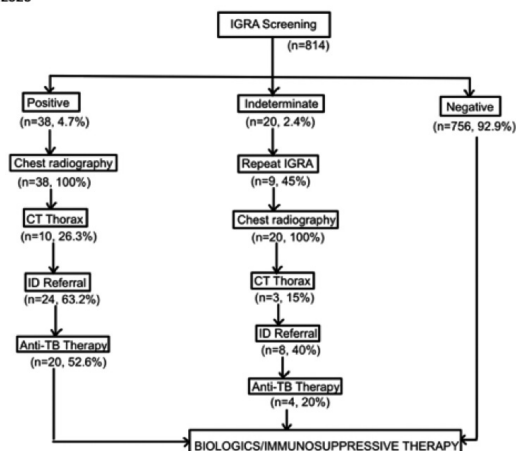 IGRA Screening
(n=814)
Positive
(n=38, 4.7%)
Chest radiography
(n=38, 100%)
CT Thorax
(n=10, 26.3%)
ID Referral
(n=24, 63.2%)
Anti-TB Therapy
(n=20, 52.6%)
Indeterminate
(n=20, 2.4%)
Repeat IGRA
(n=9, 45%)
Chest radiography
(n=20, 100%)
CT Thorax
(n=3, 15%)
ID Referral
(n=8, 40%)
Anti-TB Therapy
(n=4, 20%)
Negative
(n=756, 92.9%)
BIOLOGICS/IMMUNOSUPPRESSIVE THERAPY